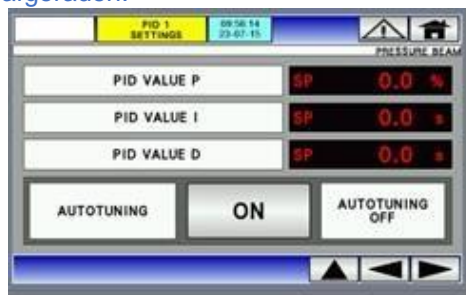 PID 1
SETTINGS
09:56:14
23-07-15
PRESSURE BEAM
PID VALUE P
SP 0.0 %
PID VALUE I
SP 0.0 s
PID VALUE D
SP 0.0 s
AUTOTUNING
ON
AUTOTUNING
OFF